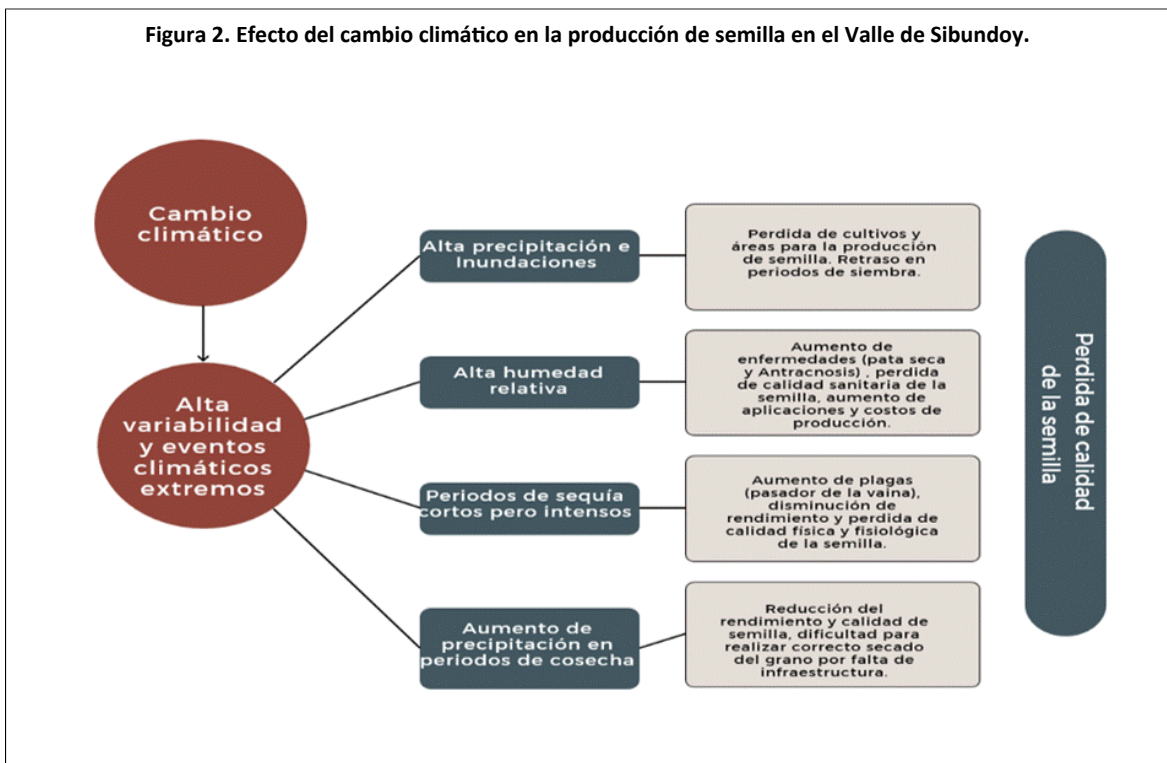 Figura 2. Efecto del cambio climático en la producción de semilla en el Valle de Sibundoy.
Cambio
climático
Alta
variabilidad
y eventos
climáticos
extremos
Alta precipitación e
Inundaciones
Perdida de cultivos y
áreas para la producción
de semilla. Retraso en
periodos de siembra.
Alta humedad
relativa
Aumento de
enfermedades (pata seca
y Antracnosis) , perdida
de calidad sanitaria de la
semilla, aumento de
aplicaciones y costos de
producción.
Periodos de sequía
cortos pero intensos
Aumento de plagas
(pasador de la vaina),
disminución de
rendimiento y perdida de
calidad física y fisiológica
de la semilla.
Aumento de
precipitación en
periodos de cosecha
Reducción del
rendimiento y calidad de
semilla, dificultad para
realizar correcto secado
del grano por falta de
infraestructura.
Perdida de calidad
de la semilla